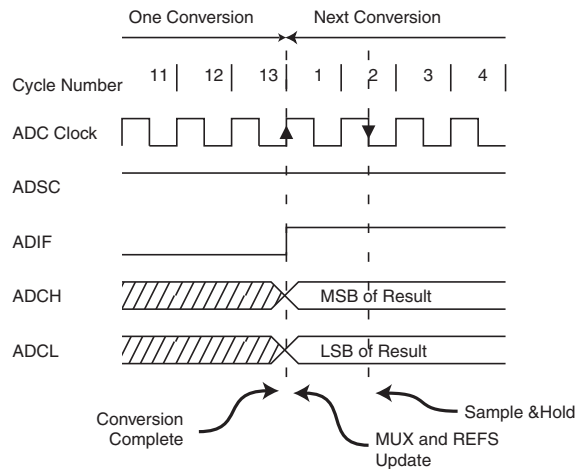 One Conversion Next Conversion
Cycle Number 11 12 13 1 2 3 4
ADC Clock
ADSC
ADIF
ADCH MSB of Result
ADCL LSB of Result
Conversion
Complete
MUX and REFS
Update
Sample &Hold